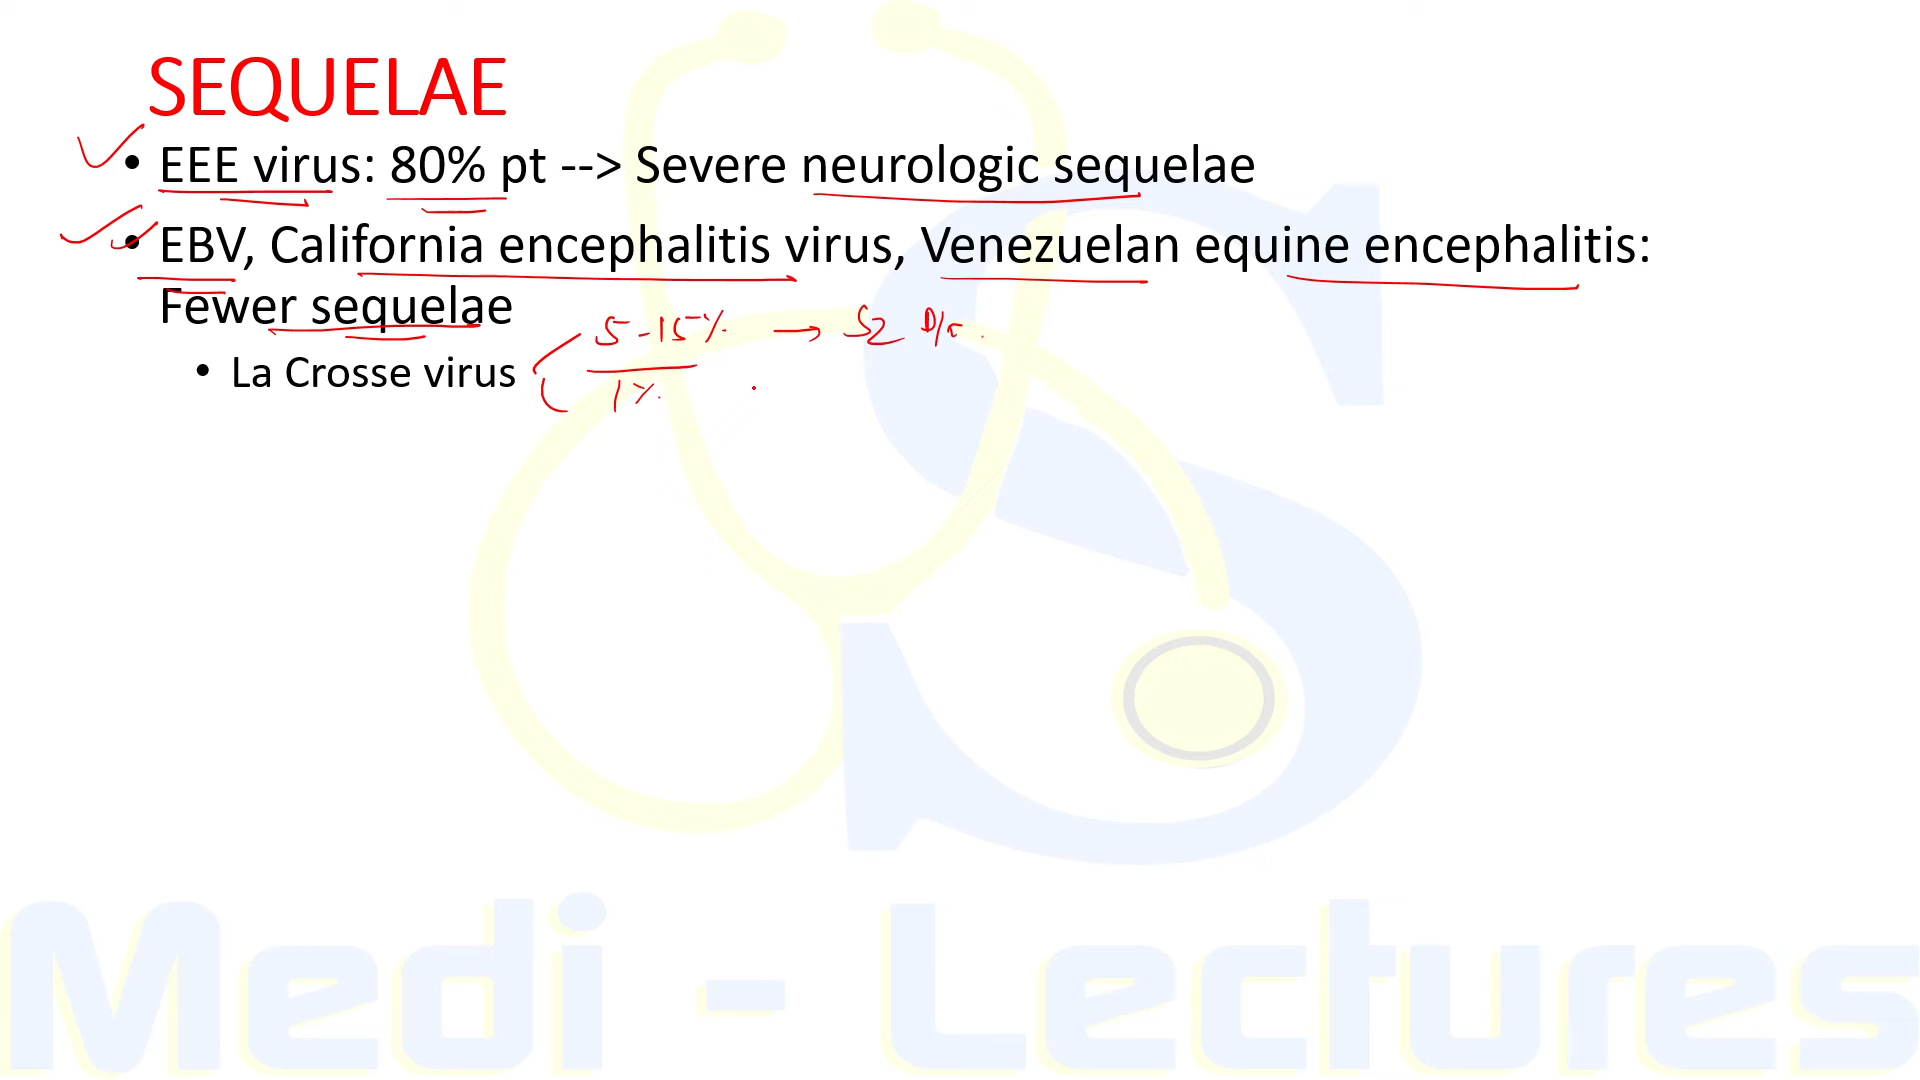 SEQUELAE
• EEE virus: 80% pt --> Severe neurologic sequelae
• EBV, California encephalitis virus, Venezuelan equine encephalitis:
Fewer sequelae
5-15% → Sz D/r.
• La Crosse virus
1%.
Medi - Lectures